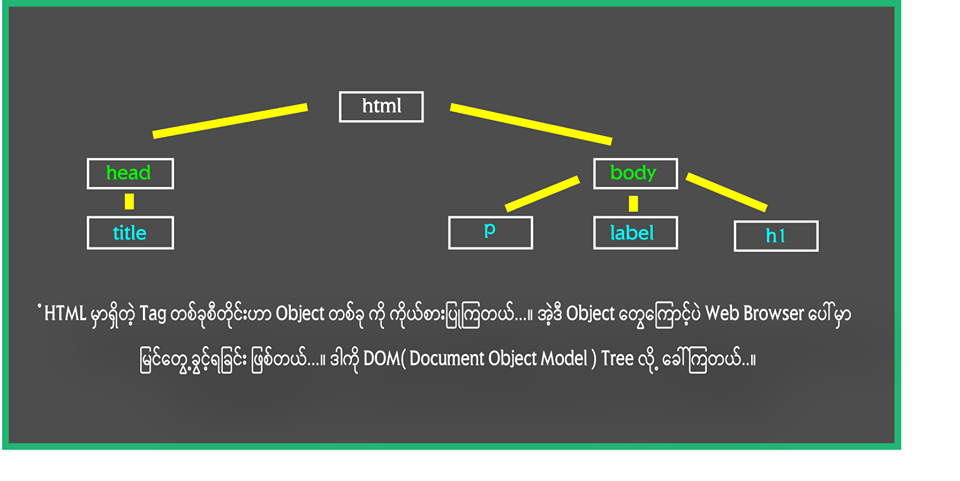 html
head
body
title
p
label
h1
* HTML မှာရှိတဲ့ Tag တစ်ခုစီတိုင်းဟာ Object တစ်ခု ကို ကိုယ်စားပြုကြတယ်...။ အဲ့ဒီ Object တွေကြောင့်ပဲ Web Browser ပေါ်မှာ
မြင်တွေ့ခွင့်ရခြင်း ဖြစ်တယ်...။ ဒါကို DOM( Document Object Model ) Tree လို့ ခေါ်ကြတယ်..။